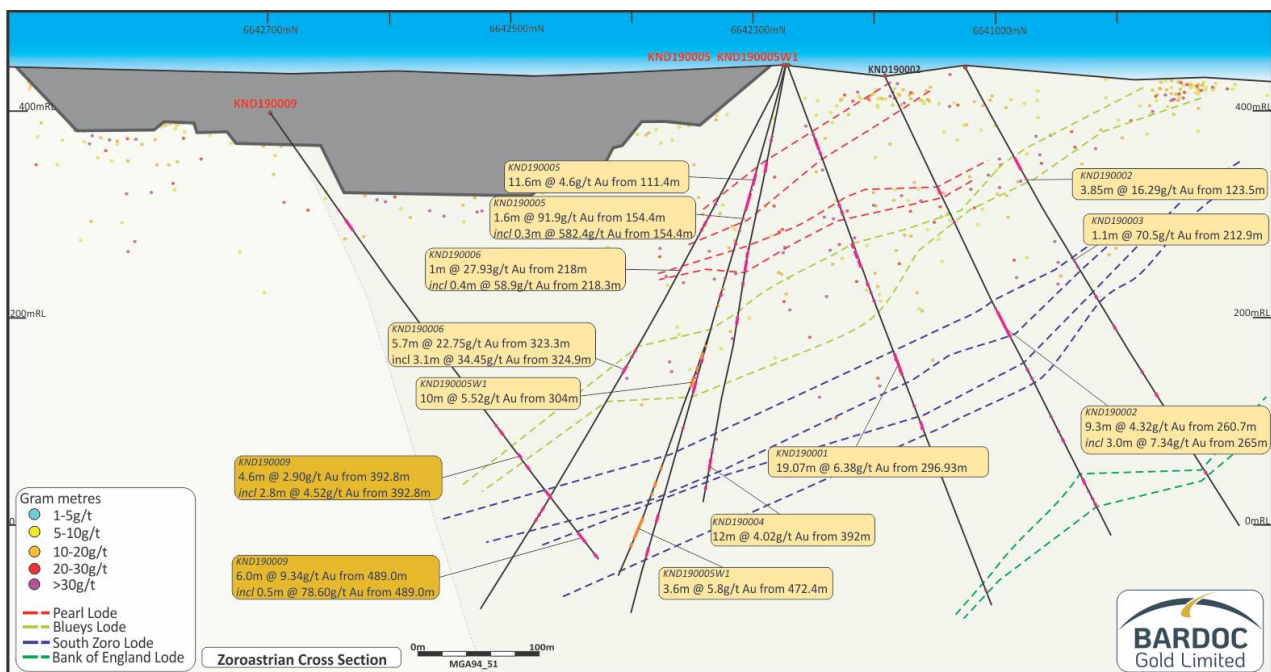 6642700mN
6642500mN
6642300mN
6641000mN
KND190005 KND190005W1
KND190002
KND190009
400mRL
400mRL
KND190005
11.6m @ 4.6g/t Au from 111.4m
KND190002
3.85m @ 16.29g/t Au from 123.5m
KND190005
1.6m @ 91.9g/t Au from 154.4m
incl 0.3m @ 582.4g/t Au from 154.4m
KND190003
1.1m @ 70.5g/t Au from 212.9m
KND190006
1m @ 27.93g/t Au from 218m
incl 0.4m @ 58.9g/t Au from 218.3m
200mRL
200mRL
KND190006
5.7m @ 22.75g/t Au from 323.3m
incl 3.1m @ 34.45g/t Au from 324.9m
KND190005W1
10m @ 5.52g/t Au from 304m
KND190002
9.3m @ 4.32g/t Au from 260.7m
incl 3.0m @ 7.34g/t Au from 265m
KND190001
19.07m @ 6.38g/t Au from 296.93m
KND190009
4.6m @ 2.90g/t Au from 392.8m
incl 2.8m @ 4.52g/t Au from 392.8m
KND190004
12m @ 4.02g/t Au from 392m
0mRL
KND190009
6.0m @ 9.34g/t Au from 489.0m
incl 0.5m @ 78.60g/t Au from 489.0m
KND190005W1
3.6m @ 5.8g/t Au from 472.4m
Gram metres
1-5g/t
5-10g/t
10-20g/t
20-30g/t
>30g/t
Pearl Lode
Blueys Lode
South Zoro Lode
Bank of England Lode
Zoroastrian Cross Section
0m
100m
MGA94_51
BARDOC
Gold Limited